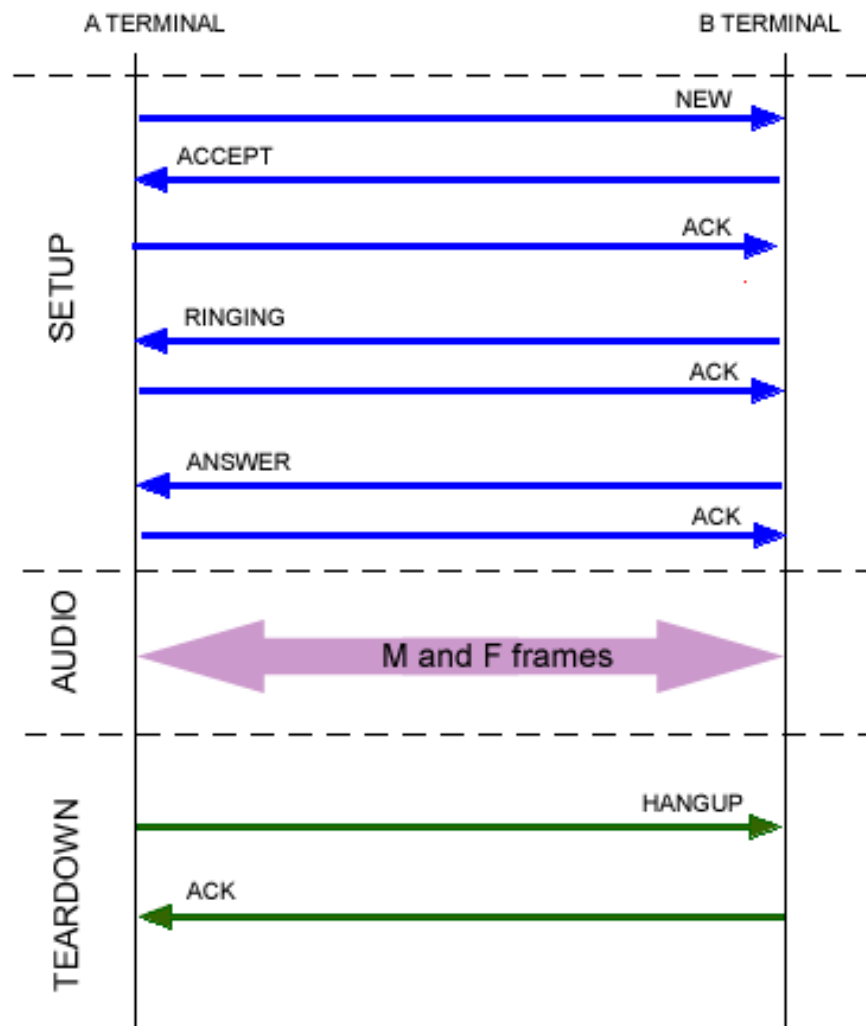 A TERMINAL
B TERMINAL
NEW
ACCEPT
ACK
SETUP
RINGING
ACK
ANSWER
ACK
AUDIO
M and F frames
HANGUP
TEARDOWN
ACK